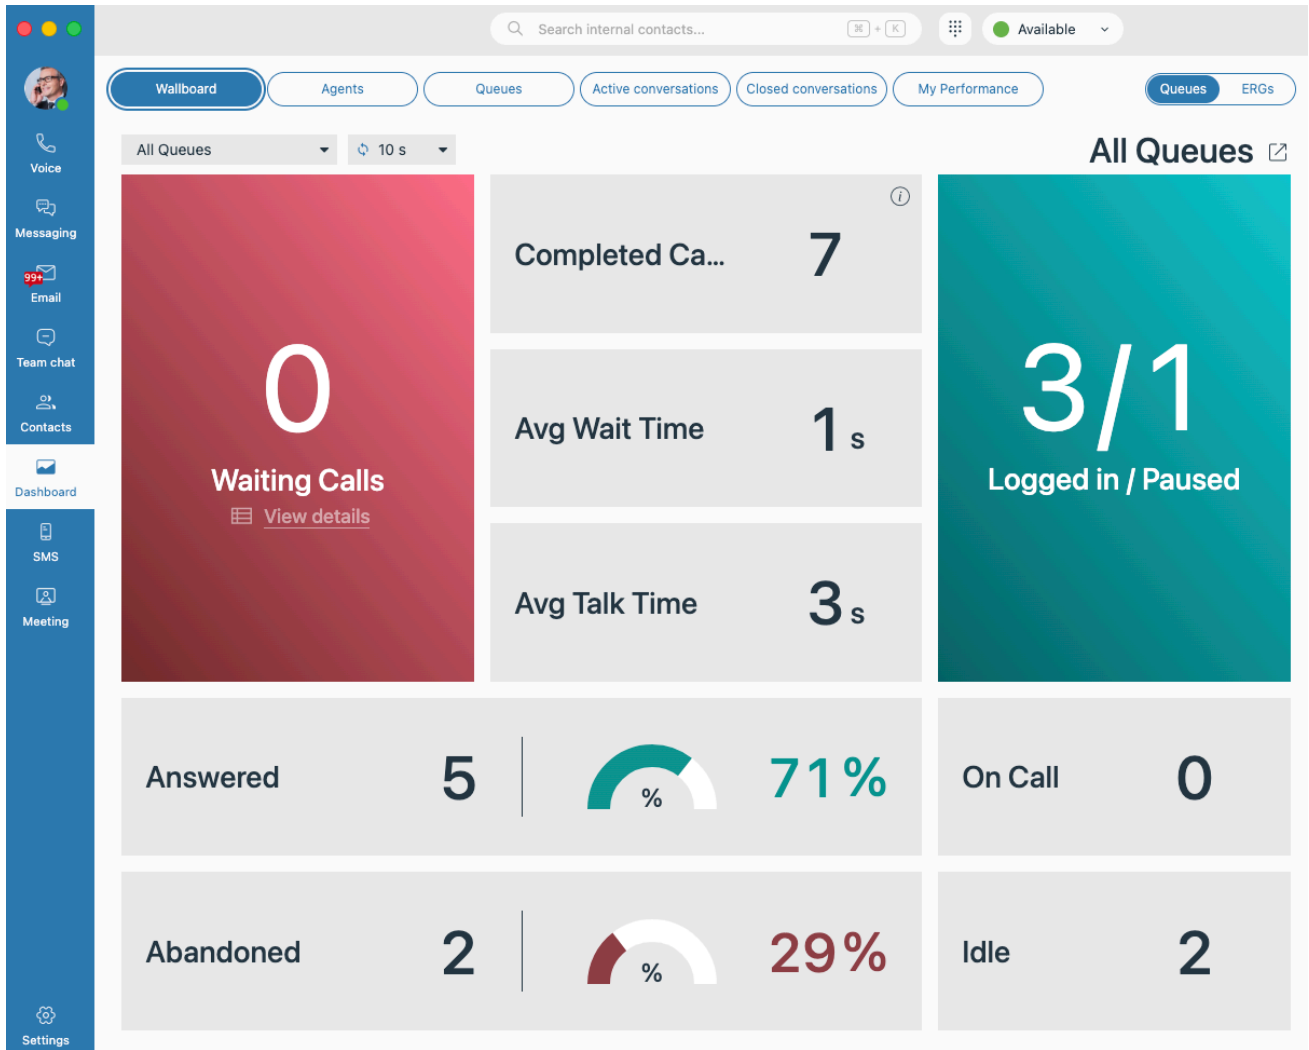 Search internal contacts...
⌘ + K
Available
Wallboard
Agents
Queues
Active conversations
Closed conversations
My Performance
Queues
ERGs
Voice
Messaging
99+
Email
Team chat
Contacts
Dashboard
SMS
Meeting
Settings
All Queues
10 s
All Queues
0
Waiting Calls
View details
i
Completed Ca... 7
Avg Wait Time 1 s
Avg Talk Time 3 s
3/1
Logged in / Paused
Answered 5 % 71%
On Call 0
Abandoned 2 % 29%
Idle 2